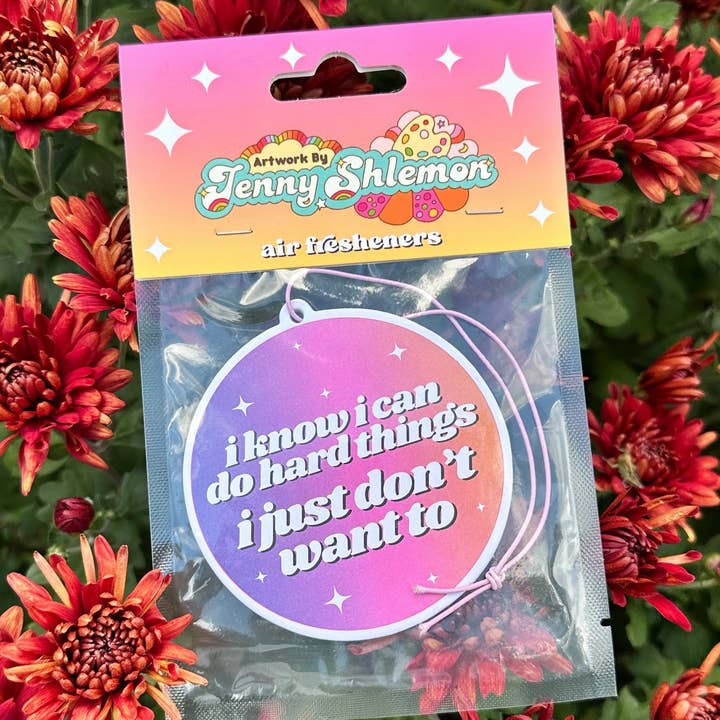 Artwork By
Jenny Shlemon
air fresheners
i know i can
do hard things
i just don't
want to